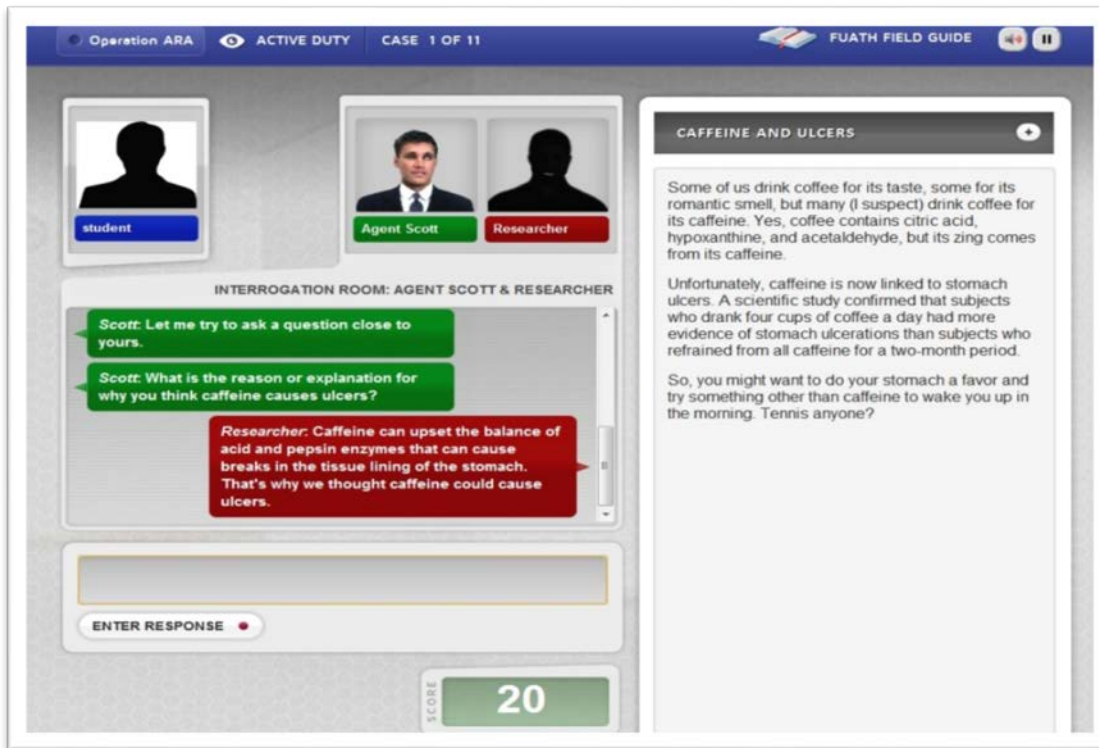 Operation ARA
ACTIVE DUTY
CASE 1 OF 11
FUATH FIELD GUIDE
student
Agent Scott
Researcher
INTERROGATION ROOM: AGENT SCOTT & RESEARCHER
Scott: Let me try to ask a question close to
yours.
Scott: What is the reason or explanation for
why you think caffeine causes ulcers?
Researcher: Caffeine can upset the balance of
acid and pepsin enzymes that can cause
breaks in the tissue lining of the stomach.
That's why we thought caffeine could cause
ulcers.
ENTER RESPONSE
SCORE
20
CAFFEINE AND ULCERS
Some of us drink coffee for its taste, some for its
romantic smell, but many (I suspect) drink coffee for
its caffeine. Yes, coffee contains citric acid,
hypoxanthine, and acetaldehyde, but its zing comes
from its caffeine.
Unfortunately, caffeine is now linked to stomach
ulcers. A scientific study confirmed that subjects
who drank four cups of coffee a day had more
evidence of stomach ulcerations than subjects who
refrained from all caffeine for a two-month period.
So, you might want to do your stomach a favor and
try something other than caffeine to wake you up in
the morning. Tennis anyone?